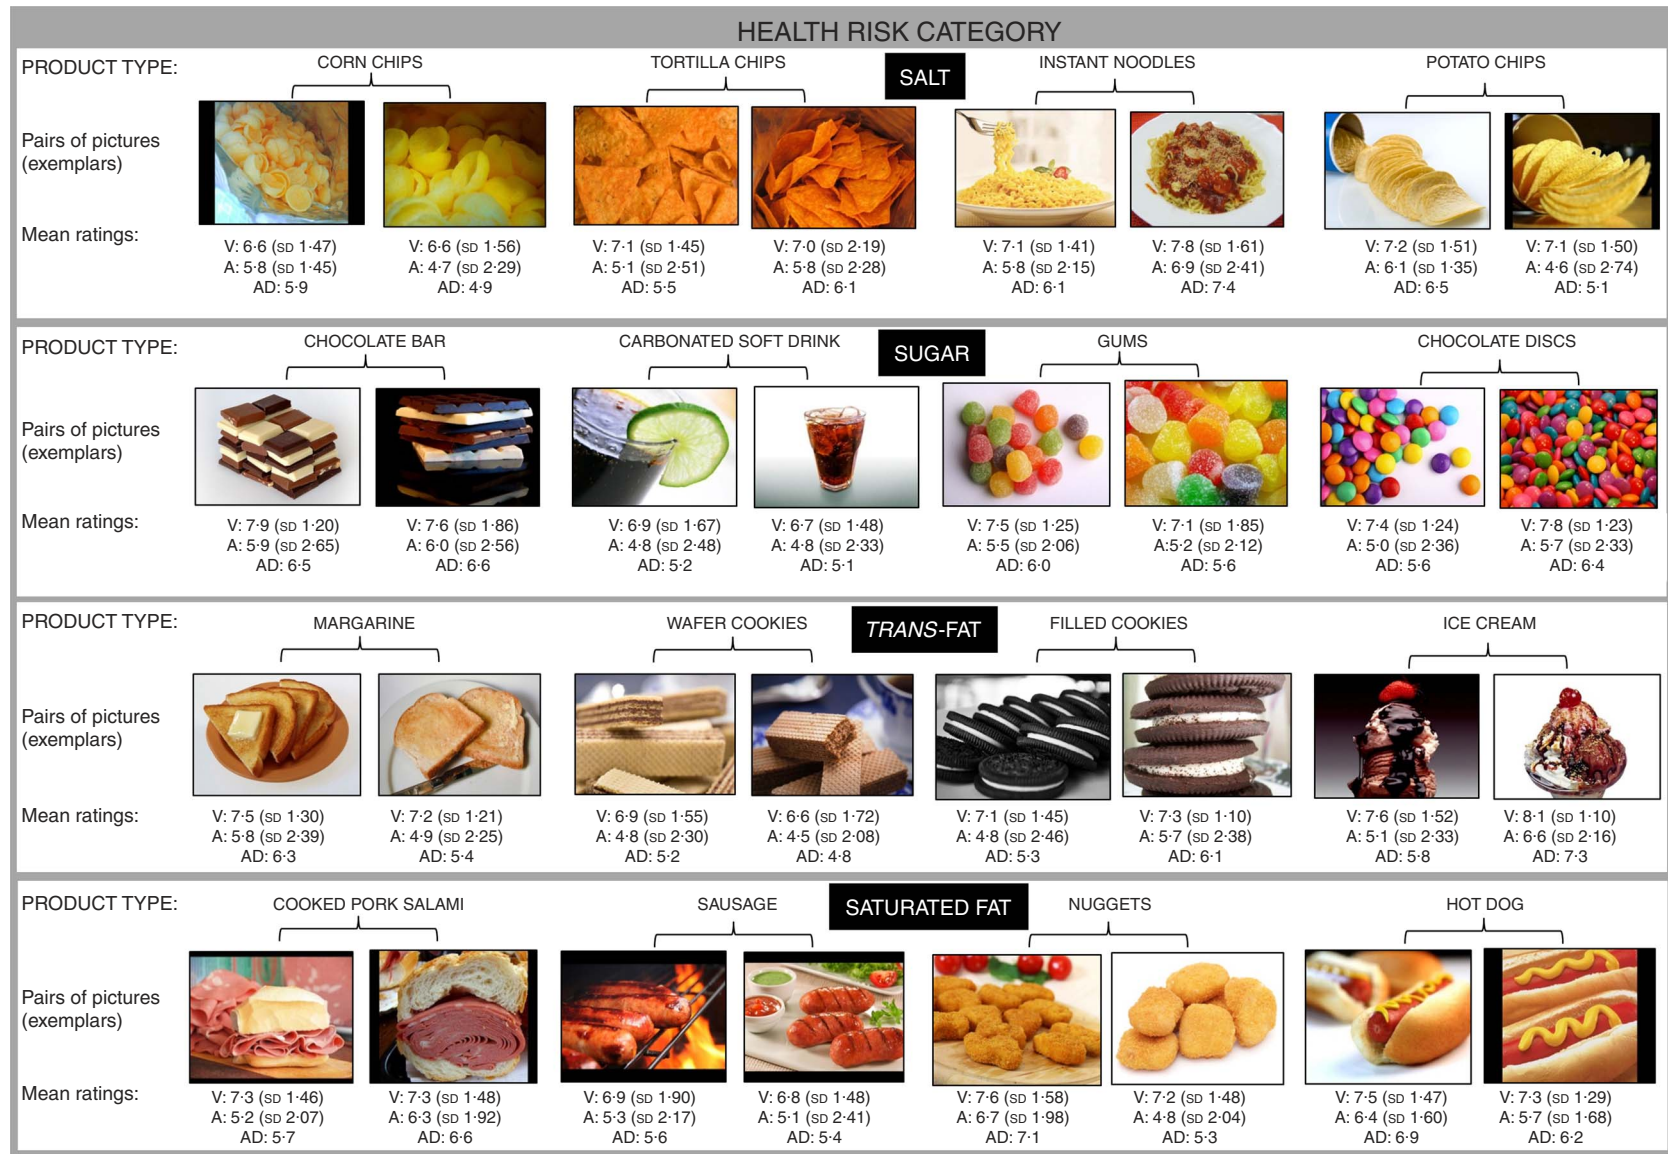 HEALTH RISK CATEGORY
PRODUCT TYPE: CORN CHIPS TORTILLA CHIPS SALT INSTANT NOODLES POTATO CHIPS
Pairs of pictures
(exemplars)
Mean ratings:
V: 6·6 (SD 1·47) V: 6·6 (SD 1·56) V: 7·1 (SD 1·45) V: 7·0 (SD 2·19) V: 7·1 (SD 1·41) V: 7·8 (SD 1·61) V: 7·2 (SD 1·51) V: 7·1 (SD 1·50)
A: 5·8 (SD 1·45) A: 4·7 (SD 2·29) A: 5·1 (SD 2·51) A: 5·8 (SD 2·28) A: 5·8 (SD 2·15) A: 6·9 (SD 2·41) A: 6·1 (SD 1·35) A: 4·6 (SD 2·74)
AD: 5·9 AD: 4·9 AD: 5·5 AD: 6·1 AD: 6·1 AD: 7·4 AD: 6·5 AD: 5·1
PRODUCT TYPE: CHOCOLATE BAR CARBONATED SOFT DRINK SUGAR GUMS CHOCOLATE DISCS
Pairs of pictures
(exemplars)
Mean ratings:
V: 7·9 (SD 1·20) V: 7·6 (SD 1·86) V: 6·9 (SD 1·67) V: 6·7 (SD 1·48) V: 7·5 (SD 1·25) V: 7·1 (SD 1·85) V: 7·4 (SD 1·24) V: 7·8 (SD 1·23)
A: 5·9 (SD 2·65) A: 6·0 (SD 2·56) A: 4·8 (SD 2·48) A: 4·8 (SD 2·33) A: 5·5 (SD 2·06) A:5·2 (SD 2·12) A: 5·0 (SD 2·36) A: 5·7 (SD 2·33)
AD: 6·5 AD: 6·6 AD: 5·2 AD: 5·1 AD: 6·0 AD: 5·6 AD: 5·6 AD: 6·4
PRODUCT TYPE: MARGARINE WAFER COOKIES TRANS-FAT FILLED COOKIES ICE CREAM
Pairs of pictures
(exemplars)
Mean ratings:
V: 7·5 (SD 1·30) V: 7·2 (SD 1·21) V: 6·9 (SD 1·55) V: 6·6 (SD 1·72) V: 7·1 (SD 1·45) V: 7·3 (SD 1·10) V: 7·6 (SD 1·52) V: 8·1 (SD 1·10)
A: 5·8 (SD 2·39) A: 4·9 (SD 2·25) A: 4·8 (SD 2·30) A: 4·5 (SD 2·08) A: 4·8 (SD 2·46) A: 5·7 (SD 2·38) A: 5·1 (SD 2·33) A: 6·6 (SD 2·16)
AD: 6·3 AD: 5·4 AD: 5·2 AD: 4·8 AD: 5·3 AD: 6·1 AD: 5·8 AD: 7·3
PRODUCT TYPE: COOKED PORK SALAMI SAUSAGE SATURATED FAT NUGGETS HOT DOG
Pairs of pictures
(exemplars)
Mean ratings:
V: 7·3 (SD 1·46) V: 7·3 (SD 1·48) V: 6·9 (SD 1·90) V: 6·8 (SD 1·48) V: 7·6 (SD 1·58) V: 7·2 (SD 1·48) V: 7·5 (SD 1·47) V: 7·3 (SD 1·29)
A: 5·2 (SD 2·07) A: 6·3 (SD 1·92) A: 5·3 (SD 2·17) A: 5·1 (SD 2·41) A: 6·7 (SD 1·98) A: 4·8 (SD 2·04) A: 6·4 (SD 1·60) A: 5·7 (SD 1·68)
AD: 5·7 AD: 6·6 AD: 5·6 AD: 5·4 AD: 7·1 AD: 5·3 AD: 6·9 AD: 6·2